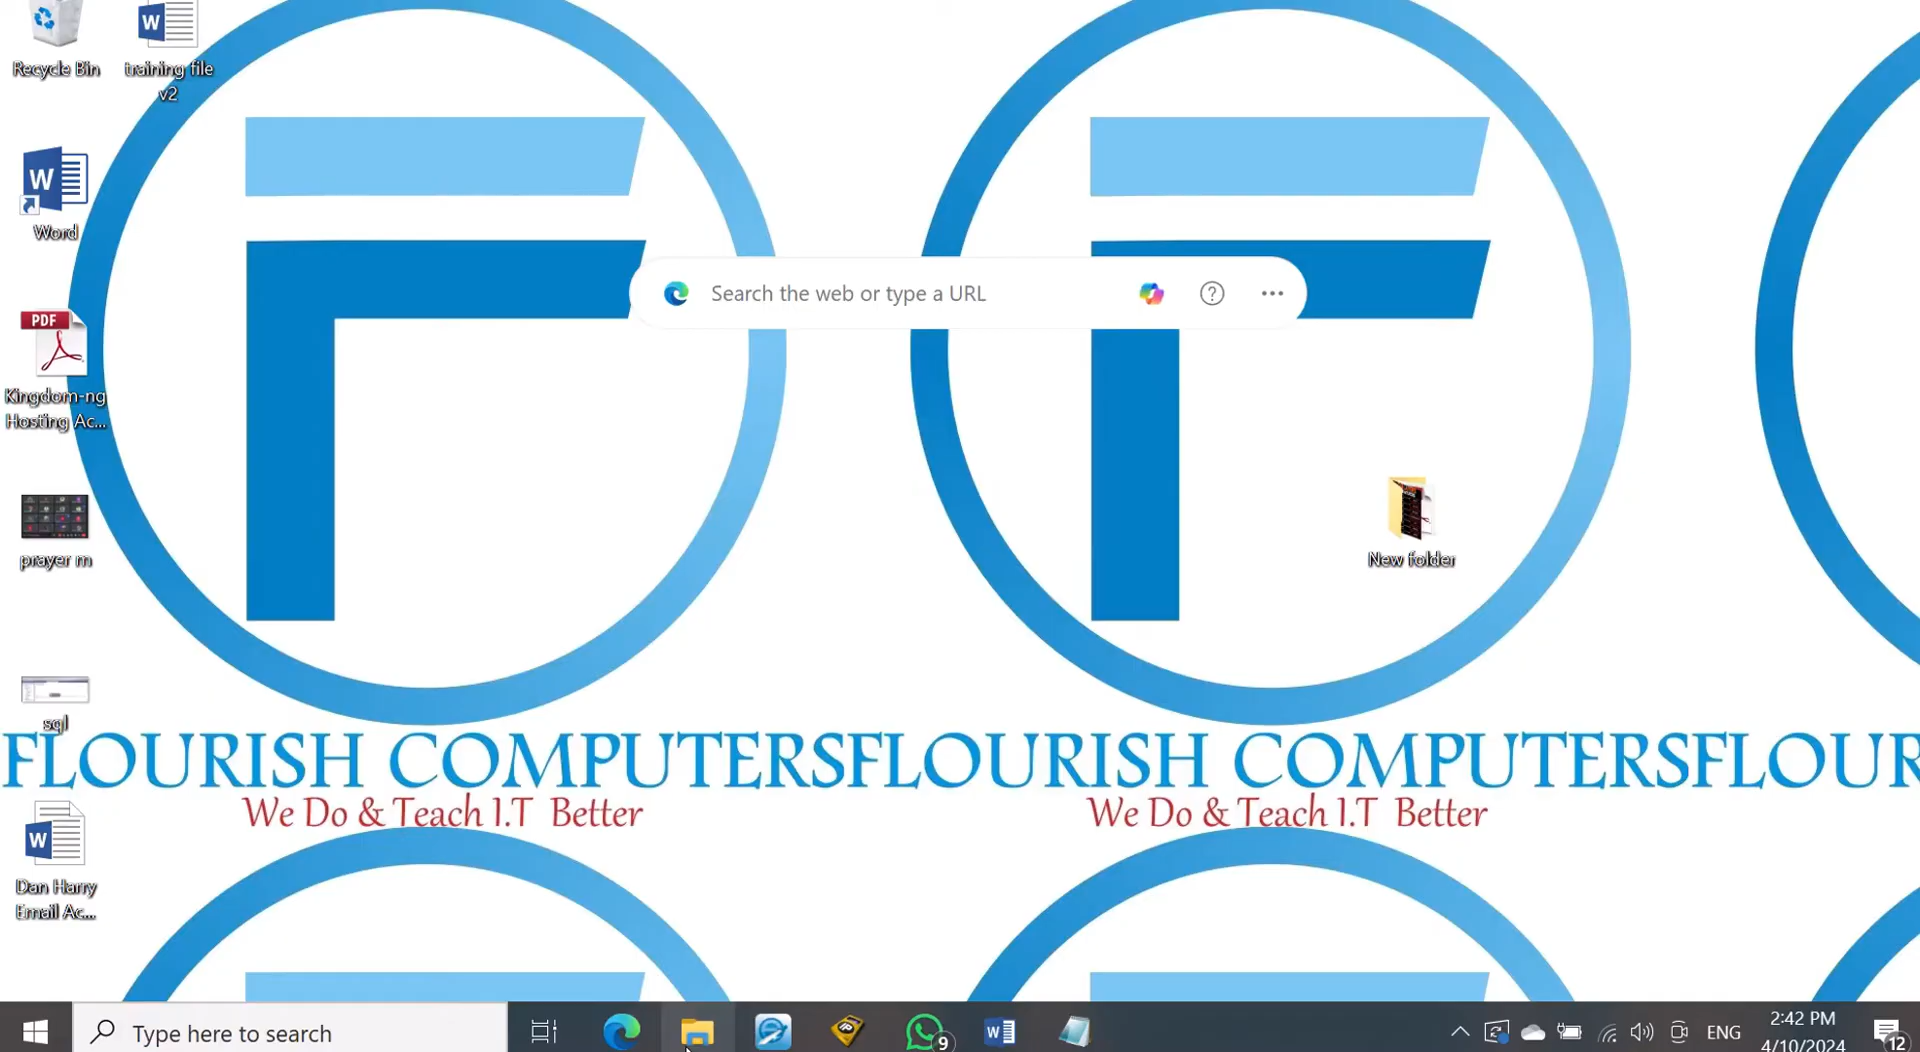 Recycle Bin
training file
v2
W
W
Word
PDF
Kingdom-ng
Hosting Ac...
prayer m
sql
W
Dan Harry
Email Ac...
Search the web or type a URL
New folder
FLOURISH COMPUTERSFLOURISH COMPUTERSFLOUR
We Do & Teach I.T Better
We Do & Teach I.T Better
Type here to search
IP
9
W
ENG
2:42 PM
4/10/2024
12